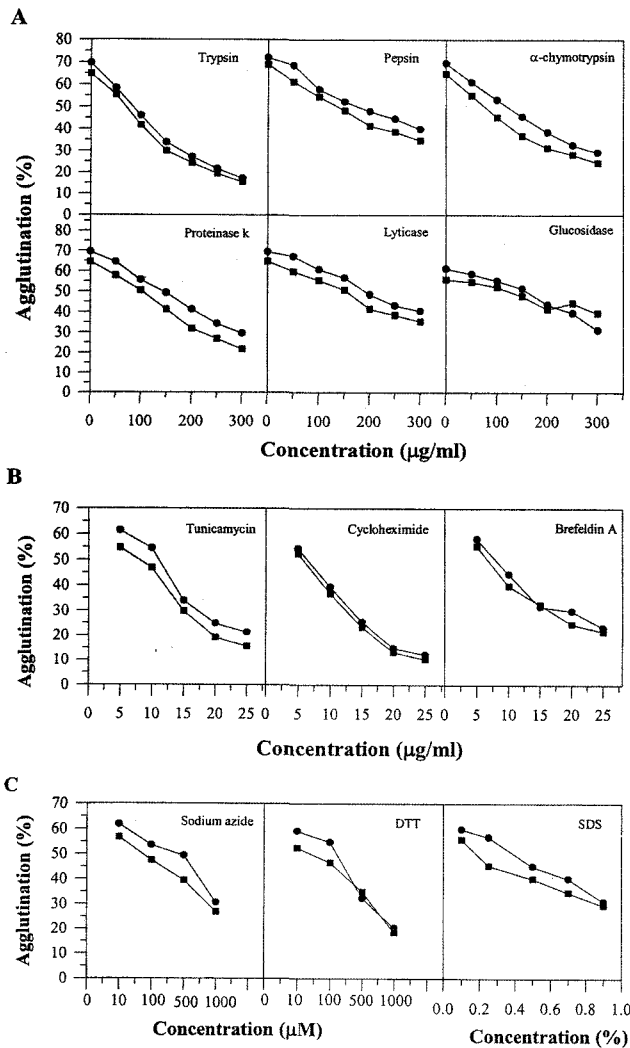 A
80
70
60
50
40
30
20
10
0
Trypsin
Pepsin
α-chymotrypsin
80
70
60
50
40
30
20
10
0
Proteinase k
Lyticase
Glucosidase
Agglutination (%)
0 100 200 300 0 100 200 300 0 100 200 300
Concentration (µg/ml)
B
70
60
50
40
30
20
10
0
Tunicamycin
Cycloheximide
Brefeldin A
Agglutination (%)
0 5 10 15 20 25 0 5 10 15 20 25 0 5 10 15 20 25
Concentration (µg/ml)
C
70
60
50
40
30
20
10
0
Sodium azide
DTT
SDS
Agglutination (%)
0 10 100 500 1000 0 10 100 500 1000 0.0 0.2 0.4 0.6 0.8 1.0
Concentration (µM)
Concentration (%)